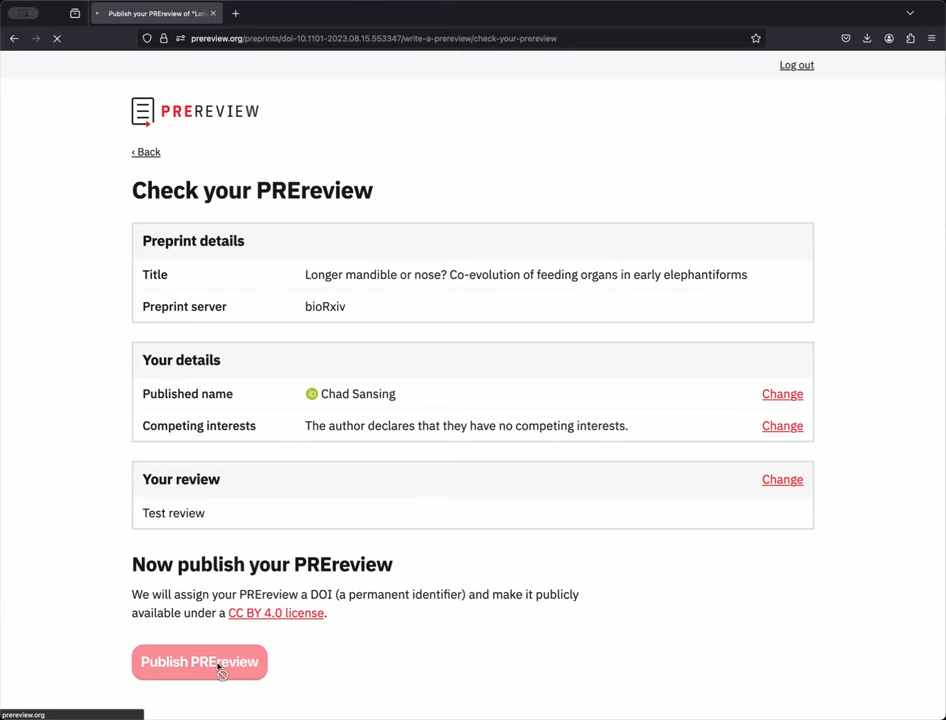 Publish your PREreview of "Lon
prereview.org/preprints/doi-10.1101-2023.08.15.553347/write-a-prereview/check-your-prereview
Log out
PREREVIEW
‹ Back
Check your PREreview
Preprint details
Title Longer mandible or nose? Co-evolution of feeding organs in early elephantiforms
Preprint server bioRxiv
Your details
Published name iD Chad Sansing Change
Competing interests The author declares that they have no competing interests. Change
Your review Change
Test review
Now publish your PREreview
We will assign your PREreview a DOI (a permanent identifier) and make it publicly
available under a CC BY 4.0 license.
Publish PREreview
prereview.org